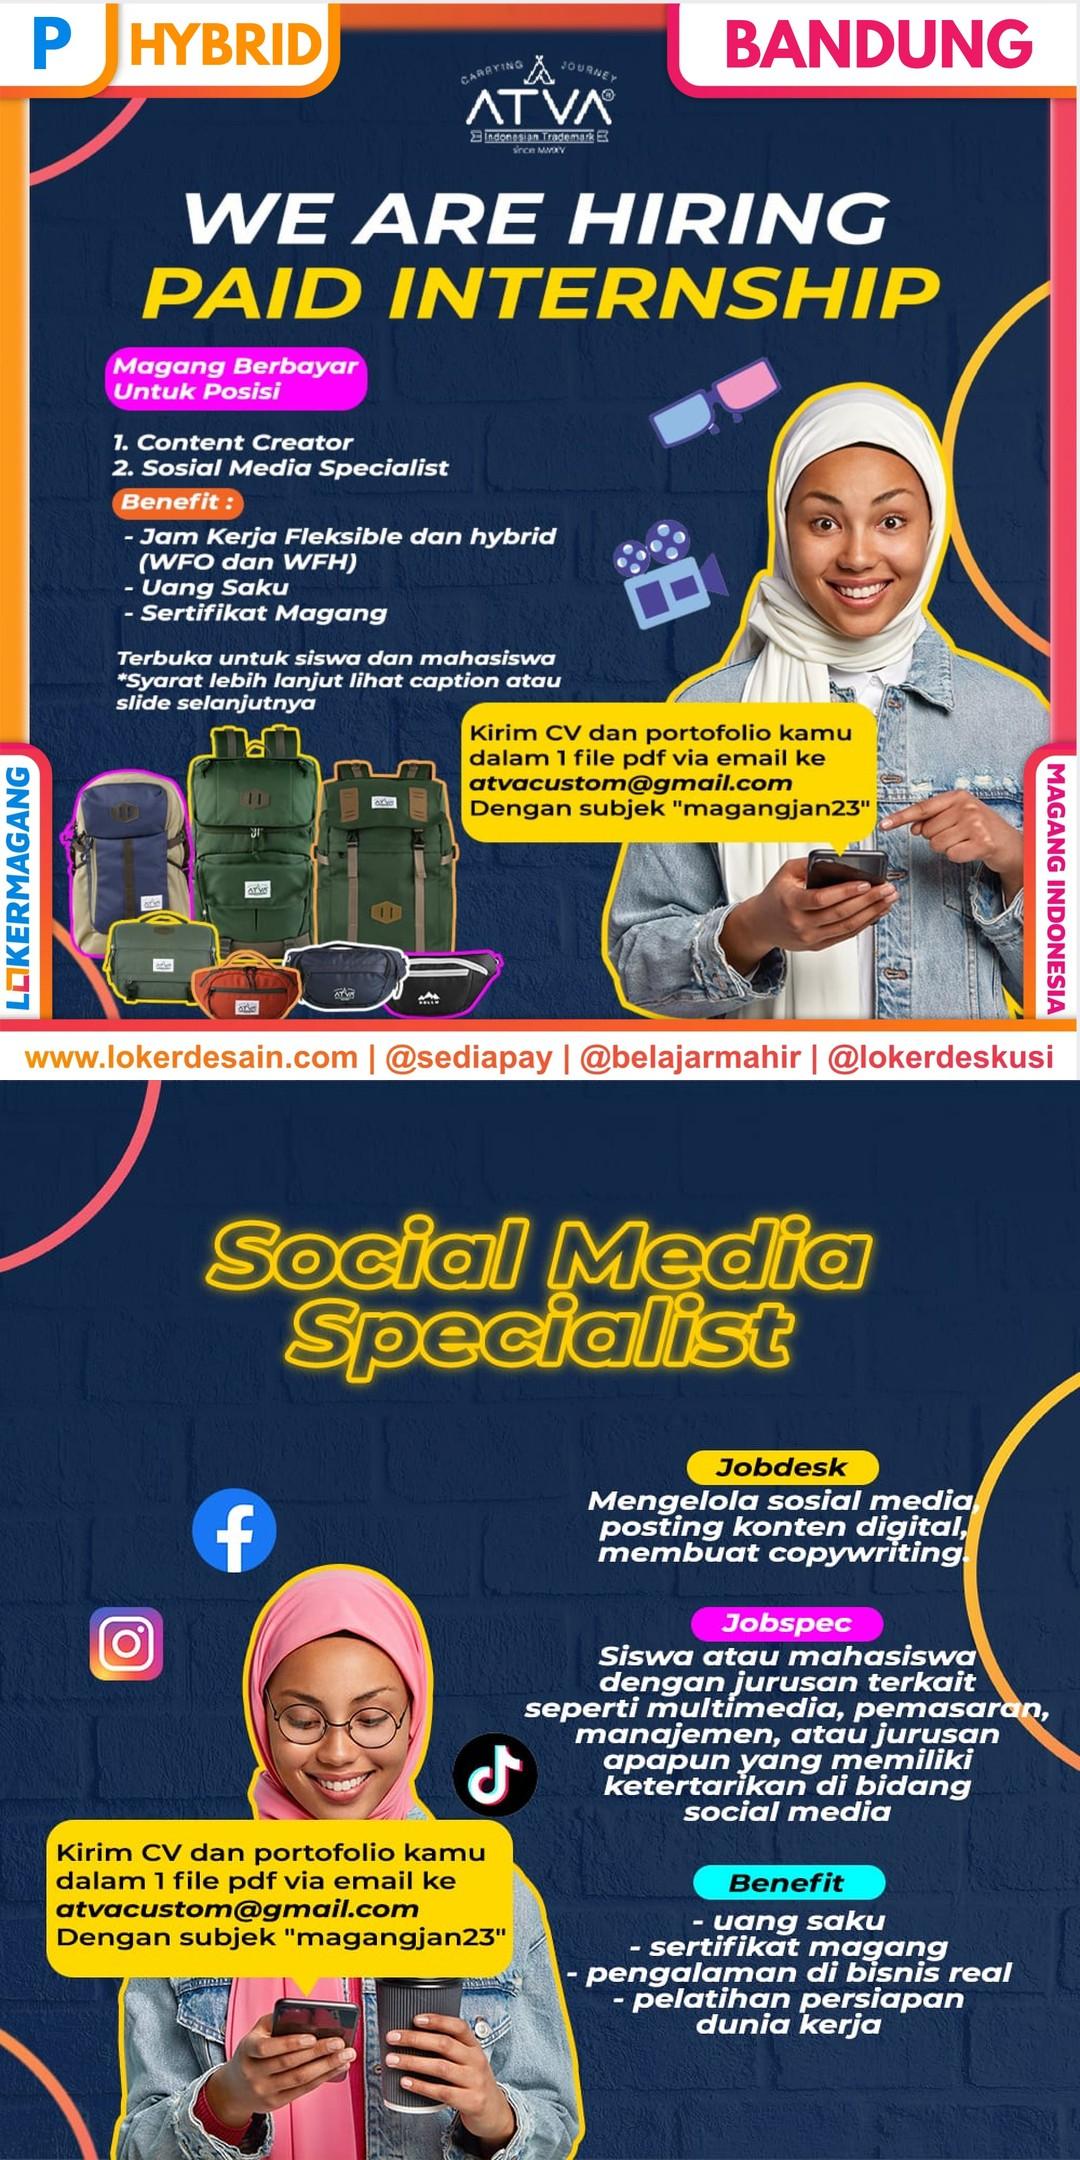 P
HYBRID
BANDUNG
CARRYING JOURNEY
ATVA®
Indonesian Trademark
since MMXV
WE ARE HIRING
PAID INTERNSHIP
Magang Berbayar
Untuk Posisi
1. Content Creator
2. Sosial Media Specialist
Benefit :
- Jam Kerja Fleksible dan hybrid
(WFO dan WFH)
- Uang Saku
- Sertifikat Magang
Terbuka untuk siswa dan mahasiswa
*Syarat lebih lanjut lihat caption atau
slide selanjutnya
Kirim CV dan portofolio kamu
dalam 1 file pdf via email ke
atvacustom@gmail.com
Dengan subjek "magangjan23"
LOKERMAGANG
MAGANG INDONESIA
ATVA
ATVA
www.lokerdesain.com | @sediapay | @belajarmahir | @lokerdeskusi
Social Media
Specialist
Jobdesk
Mengelola sosial media,
posting konten digital,
membuat copywriting.
Jobspec
Siswa atau mahasiswa
dengan jurusan terkait
seperti multimedia, pemasaran,
manajemen, atau jurusan
apapun yang memiliki
ketertarikan di bidang
social media
Kirim CV dan portofolio kamu
dalam 1 file pdf via email ke
atvacustom@gmail.com
Dengan subjek "magangjan23"
Benefit
- uang saku
- sertifikat magang
- pengalaman di bisnis real
- pelatihan persiapan
dunia kerja